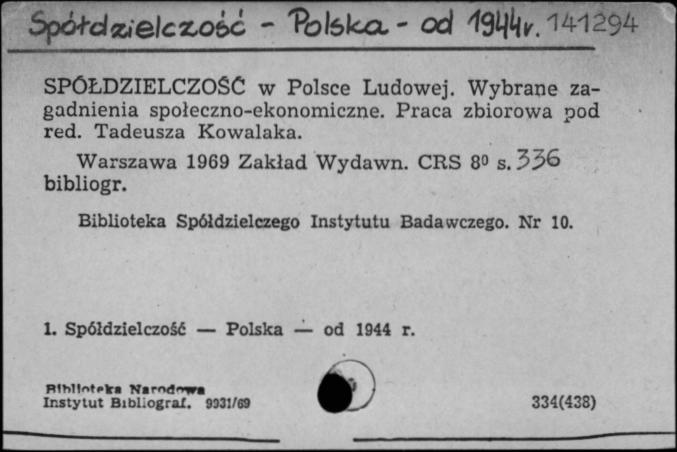 Spółdzielczość - Polska - od 1944r. 141294
SPÓŁDZIELCZOŚĆ w Polsce Ludowej. Wybrane za-
gadnienia społeczno-ekonomiczne. Praca zbiorowa pod
red. Tadeusza Kowalaka.
Warszawa 1969 Zakład Wydawn. CRS 8⁰ s. 336
bibliogr.
Biblioteka Spółdzielczego Instytutu Badawczego. Nr 10.
1. Spółdzielczość — Polska — od 1944 r.
Biblioteka Narodowa
Instytut Bibliograf. 9931/69
334(438)